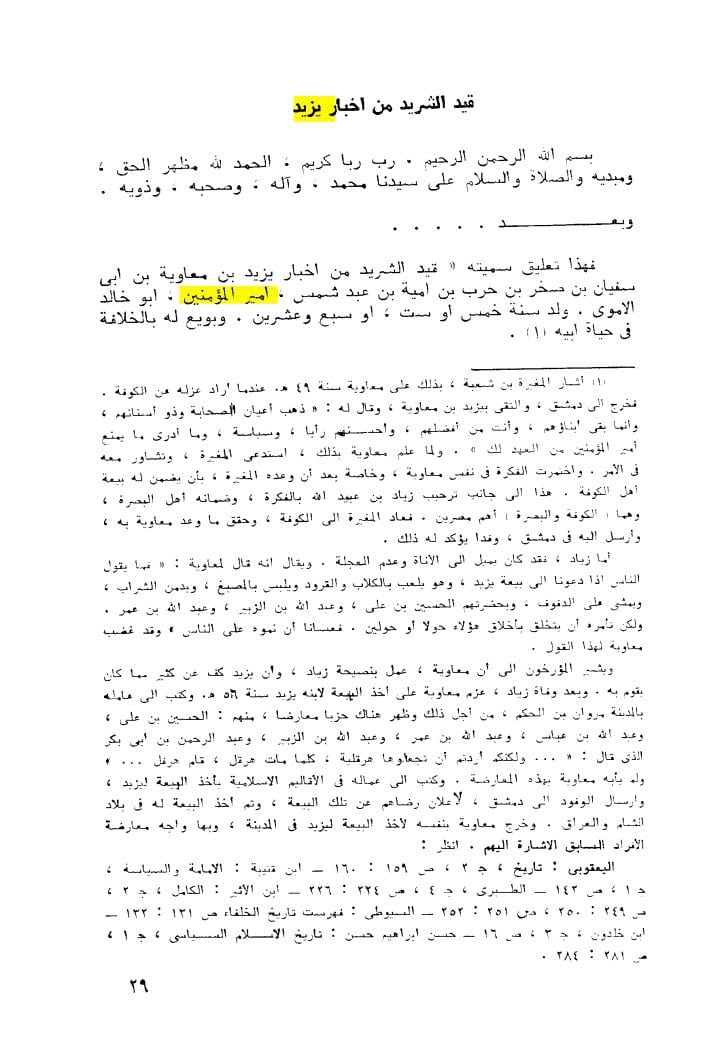 قيد الشريد من اخبار يزيد
بسم الله الرحمن الرحيم . رب ربا كريم ، الحمد لله مظهر الحق ،
ومبديه والصلاة والسلام على سيدنا محمد ، وآله ، وصحبه ، وذويه .
وبعــــــــد . . . . .
فهذا تعليق سميته « قيد الشريد من اخبار يزيد بن معاوية بن ابى
سفيان بن صخر بن حرب بن امية بن عبد شمس ، امير المؤمنين ، ابو خالد
الاموى . ولد سنة خمس او ست ، او سبع وعشرين . وبويع له بالخلافة
فى حياة ابيه (١) .
(١) أشار المغيرة بن شعبة ، بذلك على معاوية سنة ٤٩ هـ. عندما أراد عزله عن الكوفة .
فخرج الى دمشق ، والتقى بيزيد بن معاوية ، وقال له : « ذهب أعيان الصحابة وذو أسنانهم ،
وانما بقى أبناؤهم ، وأنت من أفضلهم ، وأحسنهم رأيا ، وسياسة ، وما أدرى ما يمنع
أمير المؤمنين من العهد لك » . ولما علم معاوية بذلك ، استدعى المغيرة ، وتشاور معه
فى الأمر . واختمرت الفكرة فى نفس معاوية ، وخاصة بعد أن وعده المغيرة ، بأن يضمن له بيعة
أهل الكوفة . هذا الى جانب ترحيب زياد بن عبيد الله بالفكرة ، وضمانه أهل البصرة ،
وهما ( الكوفة والبصرة ) أهم مصرين . فعاد المغيرة الى الكوفة ، وحقق ما وعد معاوية به ،
وأرسل اليه فى دمشق ، وفدا يؤكد له ذلك .
أما زياد ، فقد كان يميل الى الأناة وعدم العجلة . ويقال انه قال لمعاوية : « فما يقول
الناس اذا دعونا الى بيعة يزيد ، وهو يلعب بالكلاب والقرود ويلبس بالمصبغ ، ويدمن الشراب ،
ويمشى على الدفوف ، وبحضرتهم الحسين بن على ، وعبد الله بن الزبير ، وعبد الله بن عمر .
ولكن تأمره أن يتخلق بأخلاق هؤلاء حولا أو حولين . فعسانا أن نموه على الناس » وقد غضب
معاوية لهذا القول .
ويشير المؤرخون الى أن معاوية ، عمل بنصيحة زياد ، وأن يزيد كف عن كثير مما كان
يقوم به . وبعد وفاة زياد ، عزم معاوية على أخذ البيعة لابنه يزيد سنة ٥٦ هـ. وكتب الى عامله
بالمدينة مروان بن الحكم ، من أجل ذلك وظهر هناك حزبا معارضا ، منهم : الحسين بن على ،
وعبد الله بن عباس ، وعبد الله بن عمر ، وعبد الله بن الزبير ، وعبد الرحمن بن أبى بكر
الذى قال : « ... ولكنكم أردتم أن تجعلوها هرقلية ، كلما مات هرقل ، قام هرقل ... »
ولم يأبه معاوية بهذه المعارضة . وكتب الى عماله فى الأقاليم الاسلامية بأخذ البيعة ليزيد ،
وارسال الوفود الى دمشق ، لأعلان رضاهم عن تلك البيعة ، وتم أخذ البيعة له فى بلاد
الشام والعراق . وخرج معاوية بنفسه لأخذ البيعة ليزيد فى المدينة ، وبها واجه معارضة
الأفراد السابق الاشارة اليهم . انظر :
اليعقوبى : تاريخ ، ج ٢ ، ص ١٥٩ : ١٦٠ — ابن قتيبة : الامامة والسياسة ،
ج ١ ، ص ١٤٢ — الطبرى ، ج ٤ ، ص ٢٢٤ : ٢٢٦ — ابن الأثير : الكامل ، ج ٢ ،
ص ٢٤٩ : ٢٥٠ ، ص ٢٥١ : ٢٥٢ — السيوطى : فهرست تاريخ الخلفاء ص ١٣١ : ١٣٢ —
ابن خلدون ، ج ٣ ، ص ١٦ — حسن ابراهيم حسن : تاريخ الاسلام السياسى ، ج ١ ،
ص ٢٨١ : ٢٨٤ .
٢٩